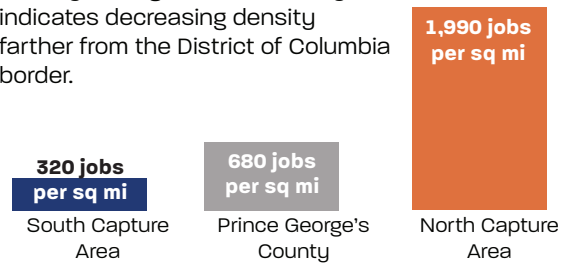 indicates decreasing density
farther from the District of Columbia
border.
1,990 jobs
per sq mi
680 jobs
per sq mi
320 jobs
per sq mi
South Capture
Area
Prince George's
County
North Capture
Area